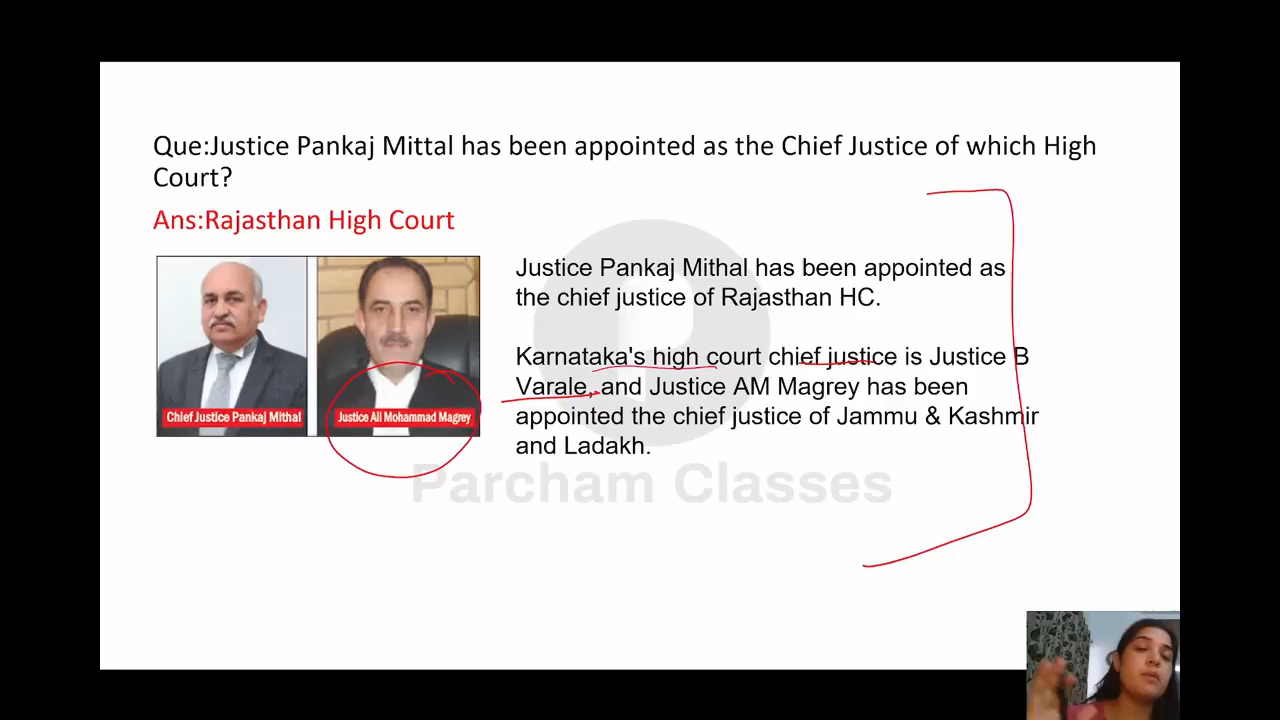 Que:Justice Pankaj Mittal has been appointed as the Chief Justice of which High
Court?
Ans:Rajasthan High Court
Chief Justice Pankaj Mithal
Justice Ali Mohammad Magrey
Justice Pankaj Mithal has been appointed as
the chief justice of Rajasthan HC.
Karnataka's high court chief justice is Justice B
Varale, and Justice AM Magrey has been
appointed the chief justice of Jammu & Kashmir
and Ladakh.
Parcham Classes